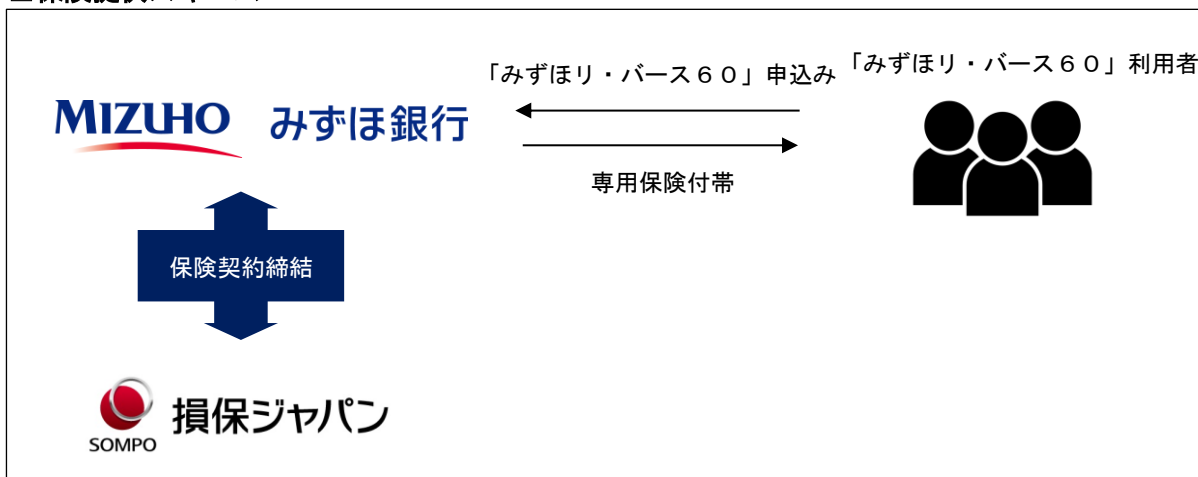 「みずほリ・バース６０」申込み
「みずほリ・バース６０」利用者
MIZUHO みずほ銀行
専用保険付帯
保険契約締結
SOMPO
損保ジャパン